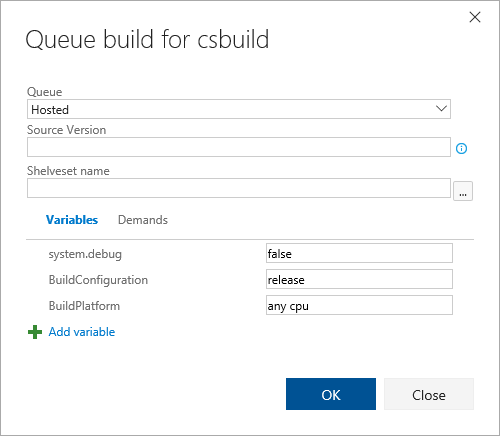 Queue build for csbuild
Queue
Hosted
Source Version
Shelveset name
...
Variables Demands
system.debug false
BuildConfiguration release
BuildPlatform any cpu
Add variable
OK Close